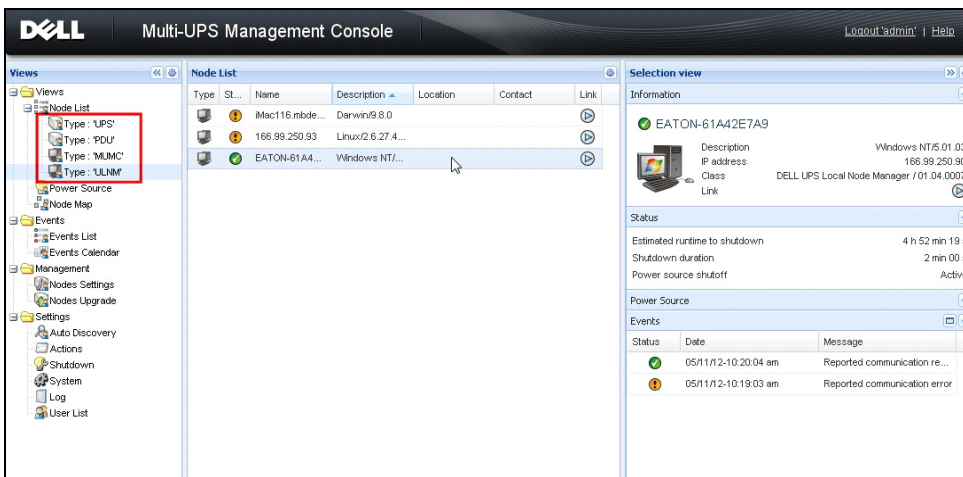 DELL Multi-UPS Management Console Logout 'admin' | Help
Views
Views
Node List
Type : 'UPS'
Type : 'PDU'
Type : 'MUMC'
Type : 'ULNM'
Power Source
Node Map
Events
Events List
Events Calendar
Management
Nodes Settings
Nodes Upgrade
Settings
Auto Discovery
Actions
Shutdown
System
Log
User List
Node List
Type St... Name Description Location Contact Link
iMac116.mbde... Darwin/9.8.0
166.99.250.93 Linux/2.6.27.4...
EATON-61A4... Windows NT/...
Selection view
Information
EATON-61A42E7A9
Description Windows NT/5.01.03
IP address 166.99.250.90
Class DELL UPS Local Node Manager / 01.04.0007
Link
Status
Estimated runtime to shutdown 4 h 52 min 19
Shutdown duration 2 min 00
Power source shutoff Activ
Power Source
Events
Status Date Message
05/11/12-10:20:04 am Reported communication re...
05/11/12-10:19:03 am Reported communication error